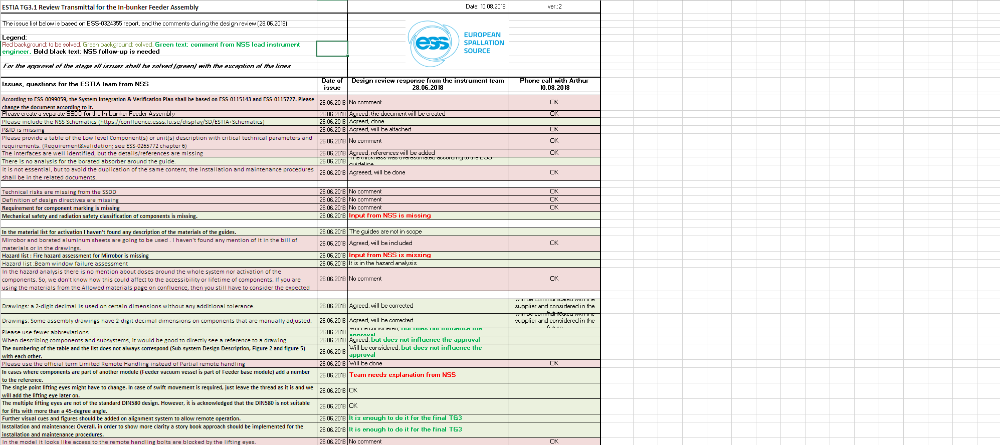 ESTIA TG3.1 Review Transmittal for the In-bunker Feeder Assembly
Date: 10.08.2018.
ver.:2
The issue list below is based on ESS-0324355 report, and the comments during the design review (28.06.2018)
ess
EUROPEAN
SPALLATION
SOURCE
Legend:
Red background: to be solved, Green background: solved, Green text: comment from NSS lead instrument
engineer, Bold black text: NSS follow-up is needed
For the approval of the stage all issues shall be solved (green) with the exception of the lines
Issues, questions for the ESTIA team from NSS
Date of
issue
Design review response from the instrument team
28.06.2018
Phone call with Arthur
10.08.2018
According to ESS-0099059, the System Integration & Verification Plan shall be based on ESS-0115143 and ESS-0115727. Please
change the document according to it.
26.06.2018
No comment
OK
Please create a separate SSDD for the In-bunker Feeder Assembly
26.06.2018
Agreed, the document will be created
OK
Please include the NSS Schematics (https://confluence.esss.lu.se/display/SD/ESTIA+Schematics)
26.06.2018
Agreed, done
P&ID is missing
26.06.2018
Agreed, will be attached
OK
Please provide a table of the Low level Component(s) or unit(s) description with critical technical parameters and
requirements. (Requirement&validation; see ESS-0265772 chapter 6)
26.06.2018
No comment
OK
The interfaces are well identified, but the details/references are missing
26.06.2018
Agreed, references will be added
OK
There is no analysis for the borated absorber around the guide.
26.06.2018
The thickness was overestimated according to the ESS
guideline
It is not essential, but to avoid the duplication of the same content, the installation and maintenance procedures
shall be in the related documents.
26.06.2018
Agreeed, will be done
OK
Technical risks are missing from the SSDD
26.06.2018
No comment
OK
Definition of design directives are missing
26.06.2018
No comment
OK
Requirement for component marking is missing
26.06.2018
No comment
OK
Mechanical safety and radiation safety classification of components is missing.
26.06.2018
Input from NSS is missing
In the material list for activation I haven't found any description of the materials of the guides.
26.06.2018
The guides are not in scope
Mirrobor and borated aluminum sheets are going to be used . I haven't found any mention of it in the bill of
materials or in the drawings.
26.06.2018
Agreed, will be included
OK
Hazard list : Fire hazard assessment for Mirrobor is missing
26.06.2018
Input from NSS is missing
Hazard list :Beam window failure assessment
26.06.2018
It is in the hazard analysis
In the hazard analysis there is no mention about doses around the whole system nor activation of the
components. So, we don't know how this could affect to the accessibility or lifetime of components. If you are
using the materials from the Allowed materials page on confluence, then you still have to consider the expected
26.06.2018
No comment
OK
Drawings: a 2-digit decimal is used on certain dimensions without any additional tolerance.
26.06.2018
Agreed, will be corrected
Will be communicated with the
supplier and considered in the
future
Drawings: Some assembly drawings have 2-digit decimal dimensions on components that are manually adjusted.
26.06.2018
Agreed, will be corrected
Will be communicated with the
supplier and considered in the
future
Please use fewer abbreviations
26.06.2018
Will be considered, but does not influence the
approval
When describing components and subsystems, it would be good to directly see a reference to a drawing.
26.06.2018
Agreed, but does not influence the approval
The numbering of the table and the list does not always correspond (Sub-system Design Description, Figure 2 and figure 5)
with each other.
26.06.2018
Will be considered, but does not influence the
approval
Please use the official term Limited Remote Handling instead of Partial remote handling
26.06.2018
Will be done
OK
In cases where components are part of another module (Feeder vacuum vessel is part of Feeder base module) add a number
to the reference.
26.06.2018
Team needs explanation from NSS
The single point lifting eyes might have to change. In case of swift movement is required, just leave the thread as it is and we
will add the lifting eye later on.
26.06.2018
OK
The multiple lifting eyes are not of the standard DIN580 design. However, it is acknowledged that the DIN580 is not suitable
for lifts with more than a 45-degree angle.
26.06.2018
OK
Further visual cues and figures should be added on alignment system to allow remote operation.
26.06.2018
It is enough to do it for the final TG3
Installation and maintenance: Overall, in order to show more clarity a story book approach should be implemented for the
installation and maintenance procedures.
26.06.2018
It is enough to do it for the final TG3
In the model it looks like access to the remote handling bolts are blocked by the lifting eyes.
26.06.2018
No comment
OK